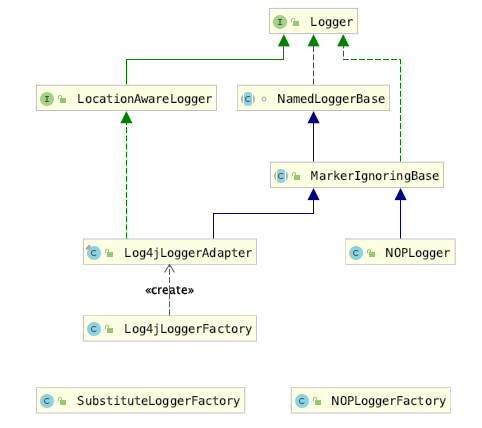 Logger
LocationAwareLogger
NamedLoggerBase
MarkerIgnoringBase
Log4jLoggerAdapter
NOPLogger
«create»
Log4jLoggerFactory
SubstituteLoggerFactory
NOPLoggerFactory